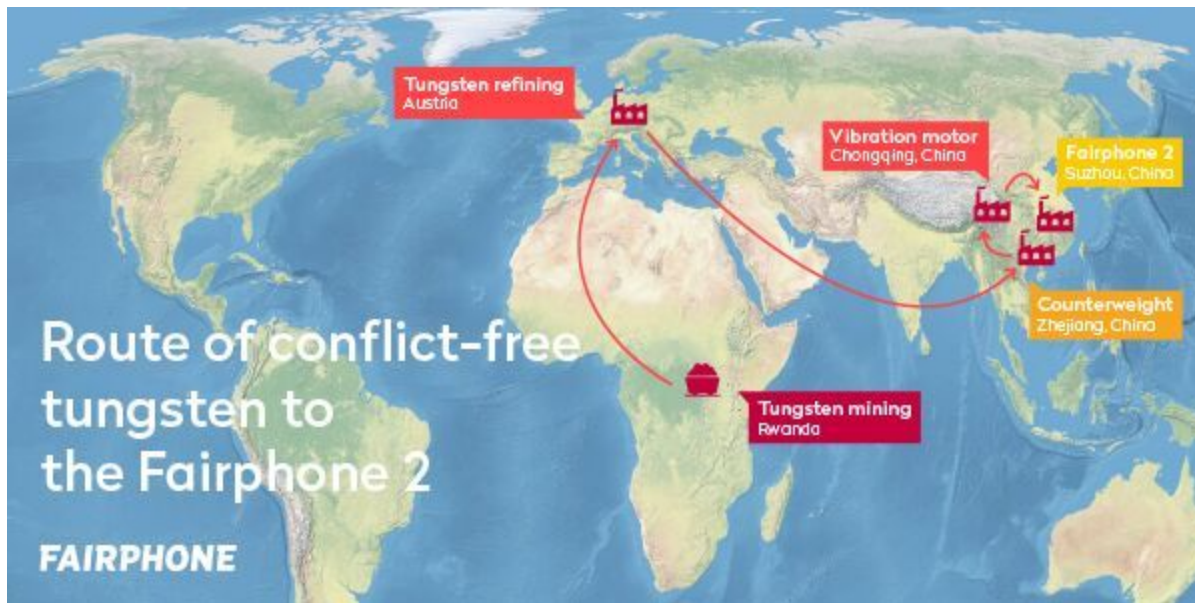 Tungsten refining
Austria
Vibration motor
Chongqing, China
Fairphone 2
Suzhou, China
Counterweight
Zhejiang, China
Route of conflict-free
tungsten to
the Fairphone 2
Tungsten mining
Rwanda
FAIRPHONE